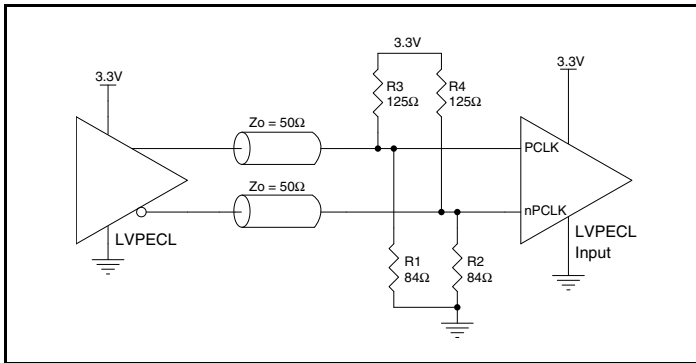 3.3V
R3
125Ω
R4
125Ω
3.3V
3.3V
Zo = 50Ω
PCLK
Zo = 50Ω
nPCLK
LVPECL
LVPECL
Input
R1
84Ω
R2
84Ω